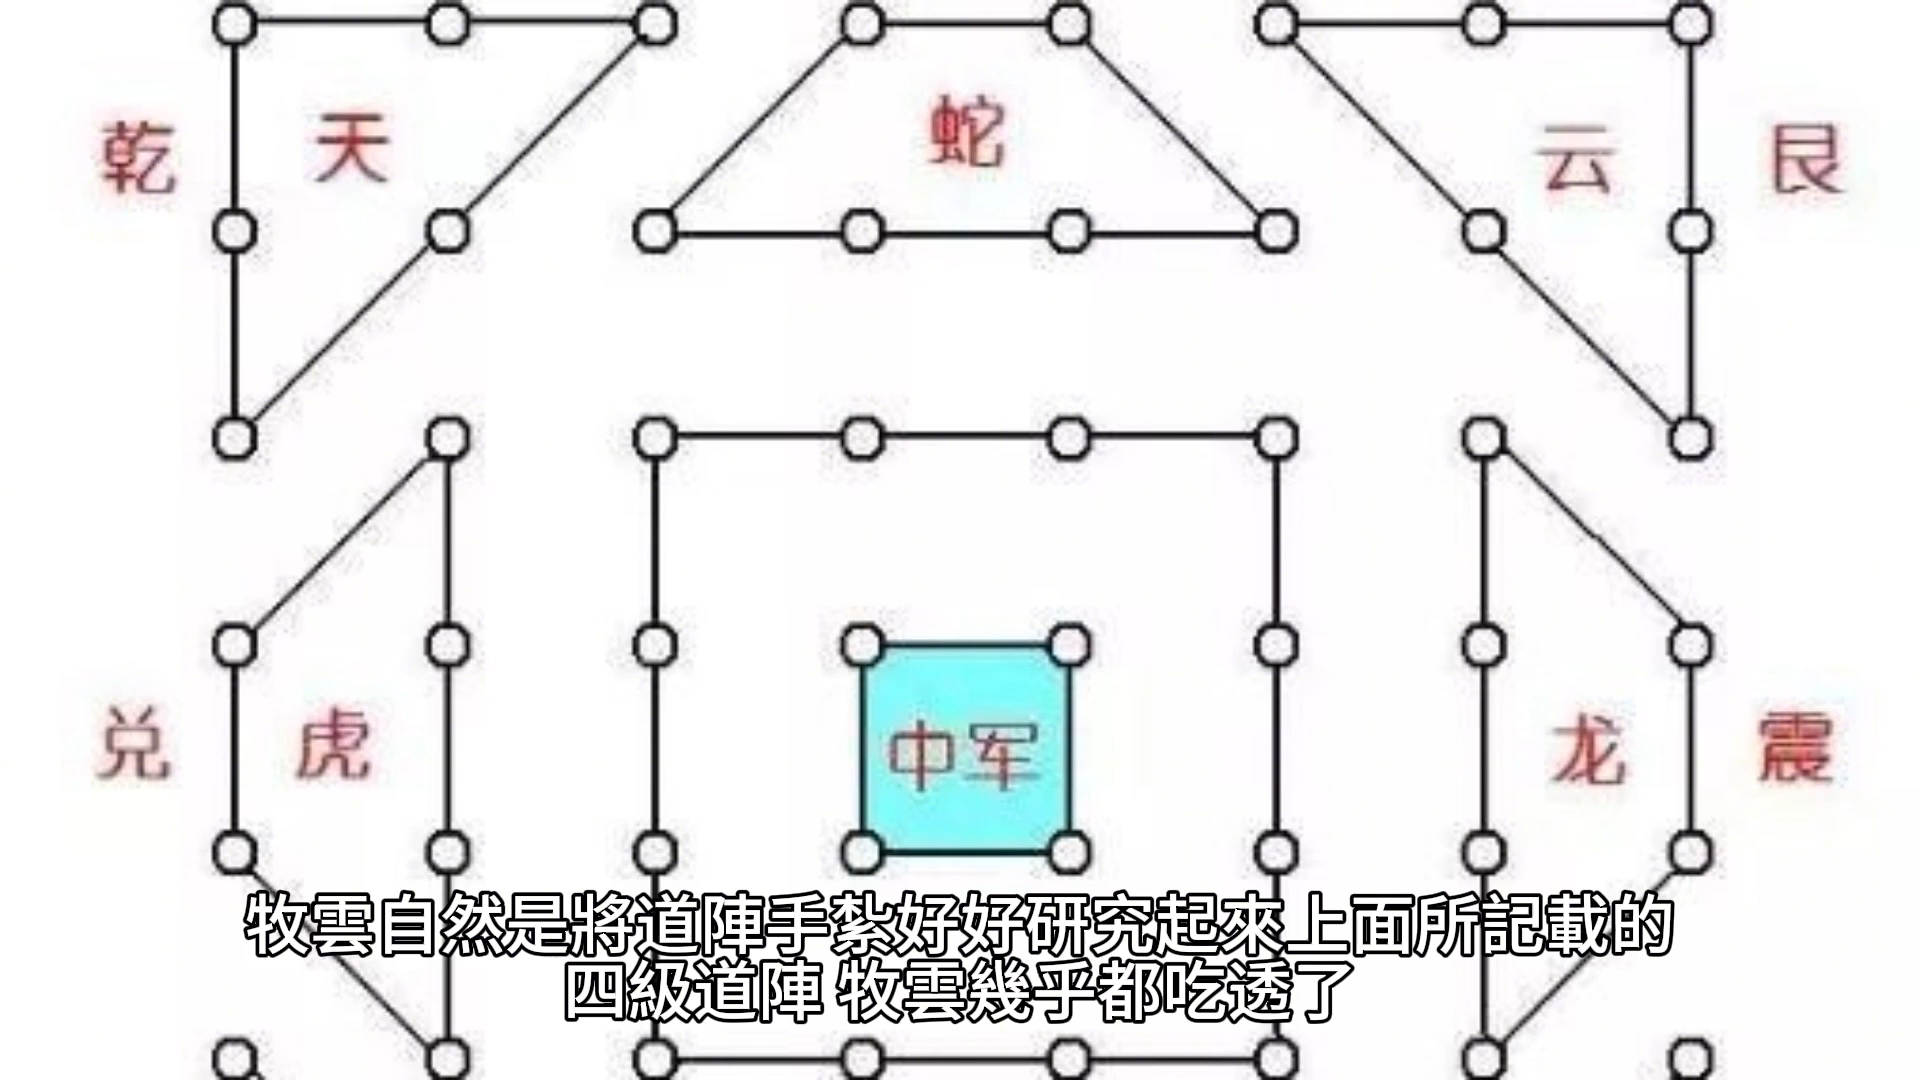 乾 天 蛇 云 艮
兑 虎 中军 龙 震
牧雲自然是將道陣手紮好好研究起來上面所記載的
四級道陣 牧雲幾乎都吃透了